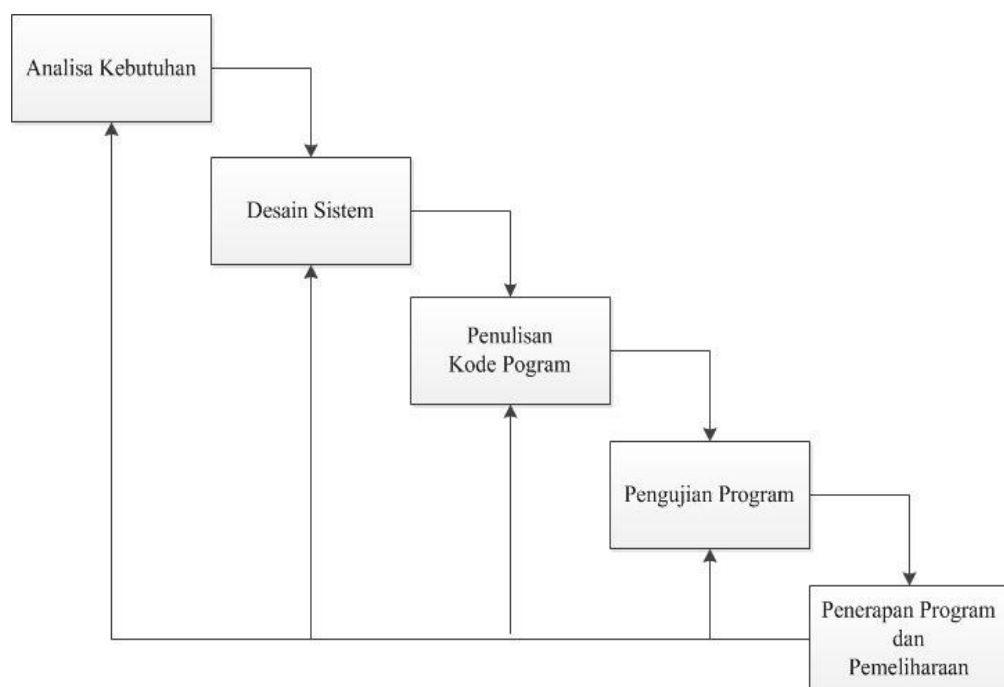 Analisa Kebutuhan
Desain Sistem
Penulisan
Kode Pogram
Pengujian Program
Penerapan Program
dan
Pemeliharaan